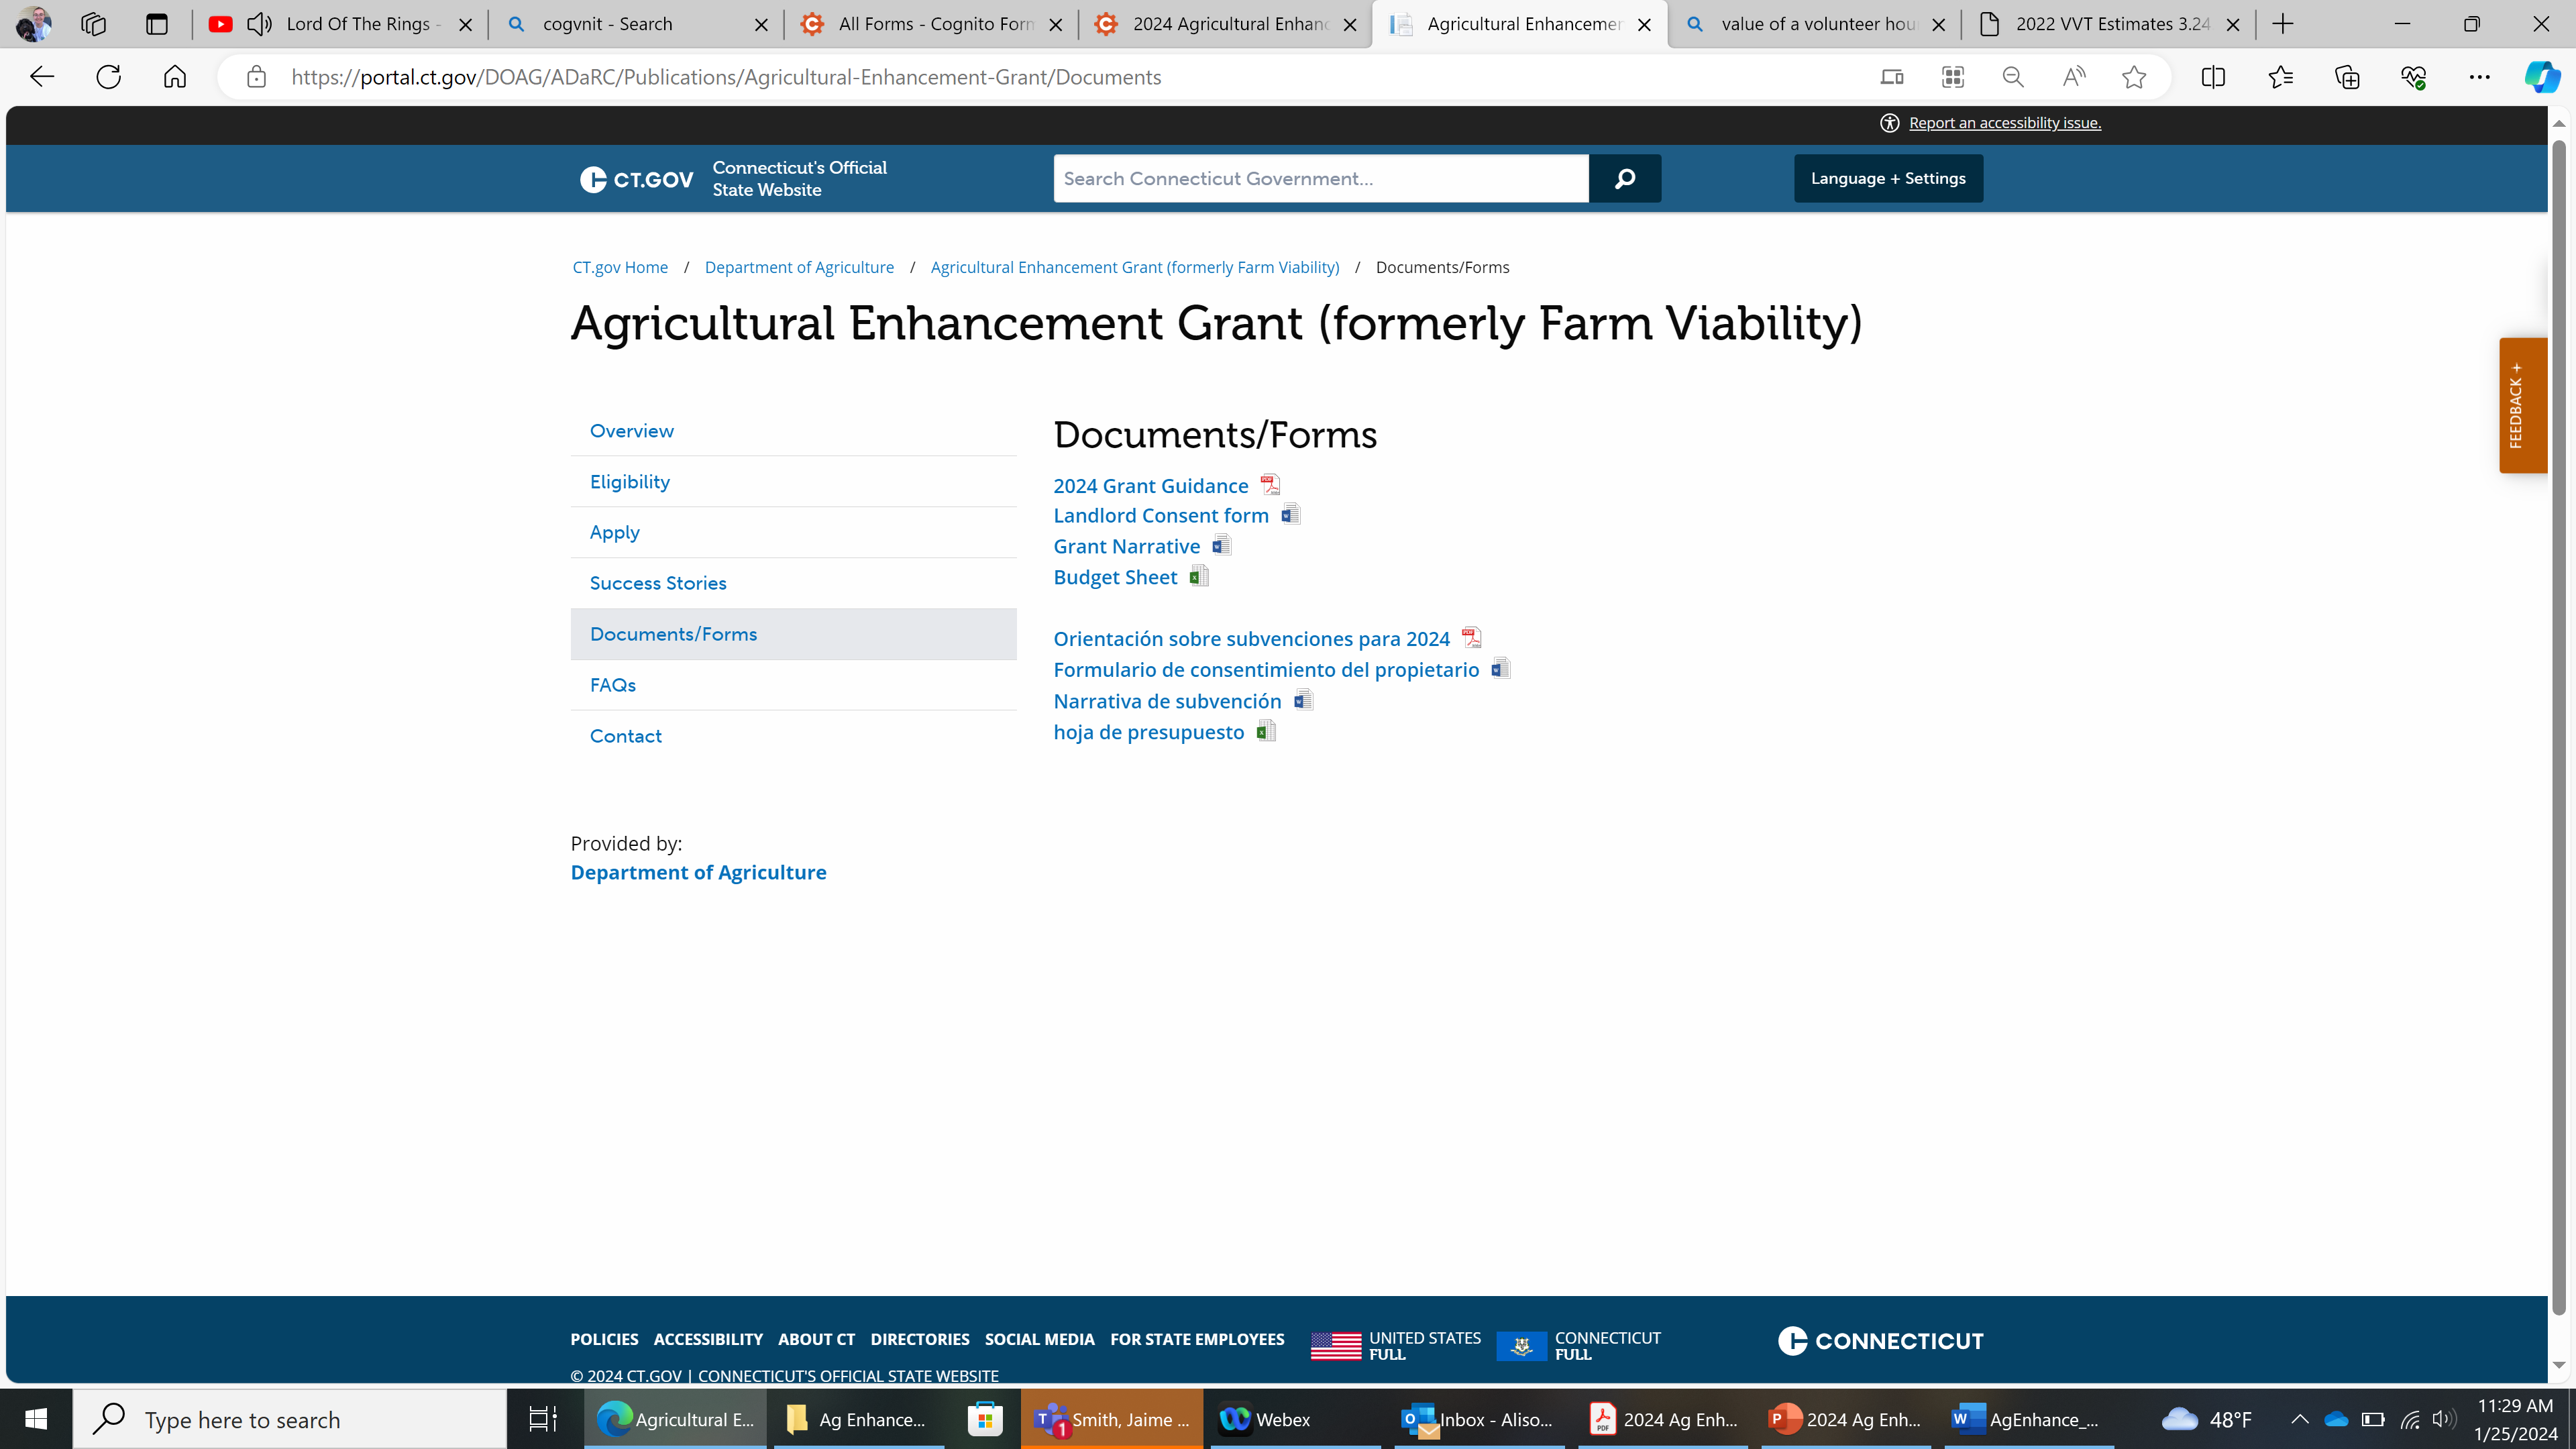 Lord Of The Rings -
cogvnit - Search
All Forms - Cognito Form
2024 Agricultural Enhanc
Agricultural Enhancemen
value of a volunteer hour
2022 VVT Estimates 3.24
https://portal.ct.gov/DOAG/ADaRC/Publications/Agricultural-Enhancement-Grant/Documents
Report an accessibility issue.
CT.GOV
Connecticut's Official
State Website
Search Connecticut Government...
Language + Settings
CT.gov Home / Department of Agriculture / Agricultural Enhancement Grant (formerly Farm Viability) / Documents/Forms
Agricultural Enhancement Grant (formerly Farm Viability)
FEEDBACK +
Overview
Eligibility
Apply
Success Stories
Documents/Forms
FAQs
Contact
Documents/Forms
2024 Grant Guidance
Landlord Consent form
Grant Narrative
Budget Sheet
Orientación sobre subvenciones para 2024
Formulario de consentimiento del propietario
Narrativa de subvención
hoja de presupuesto
Provided by:
Department of Agriculture
POLICIES ACCESSIBILITY ABOUT CT DIRECTORIES SOCIAL MEDIA FOR STATE EMPLOYEES
UNITED STATES
FULL
CONNECTICUT
FULL
CONNECTICUT
© 2024 CT.GOV | CONNECTICUT'S OFFICIAL STATE WEBSITE
Type here to search
Agricultural E...
Ag Enhance...
1
Smith, Jaime ...
Webex
Inbox - Aliso...
2024 Ag Enh...
2024 Ag Enh...
AgEnhance_...
48°F
11:29 AM
1/25/2024